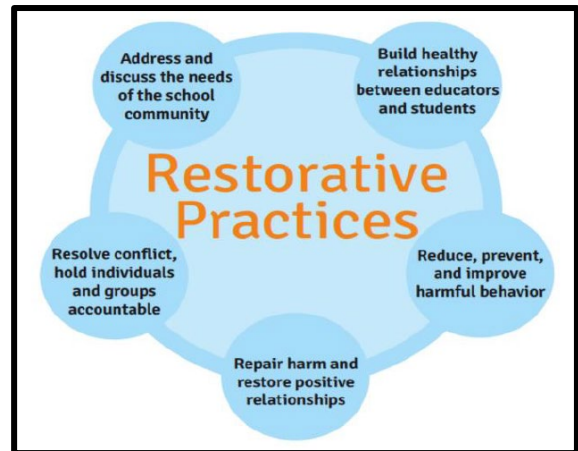 Address and
discuss the needs
of the school
community
Build healthy
relationships
between educators
and students
Restorative
Practices
Resolve conflict,
hold individuals
and groups
accountable
Reduce, prevent,
and improve
harmful behavior
Repair harm and
restore positive
relationships